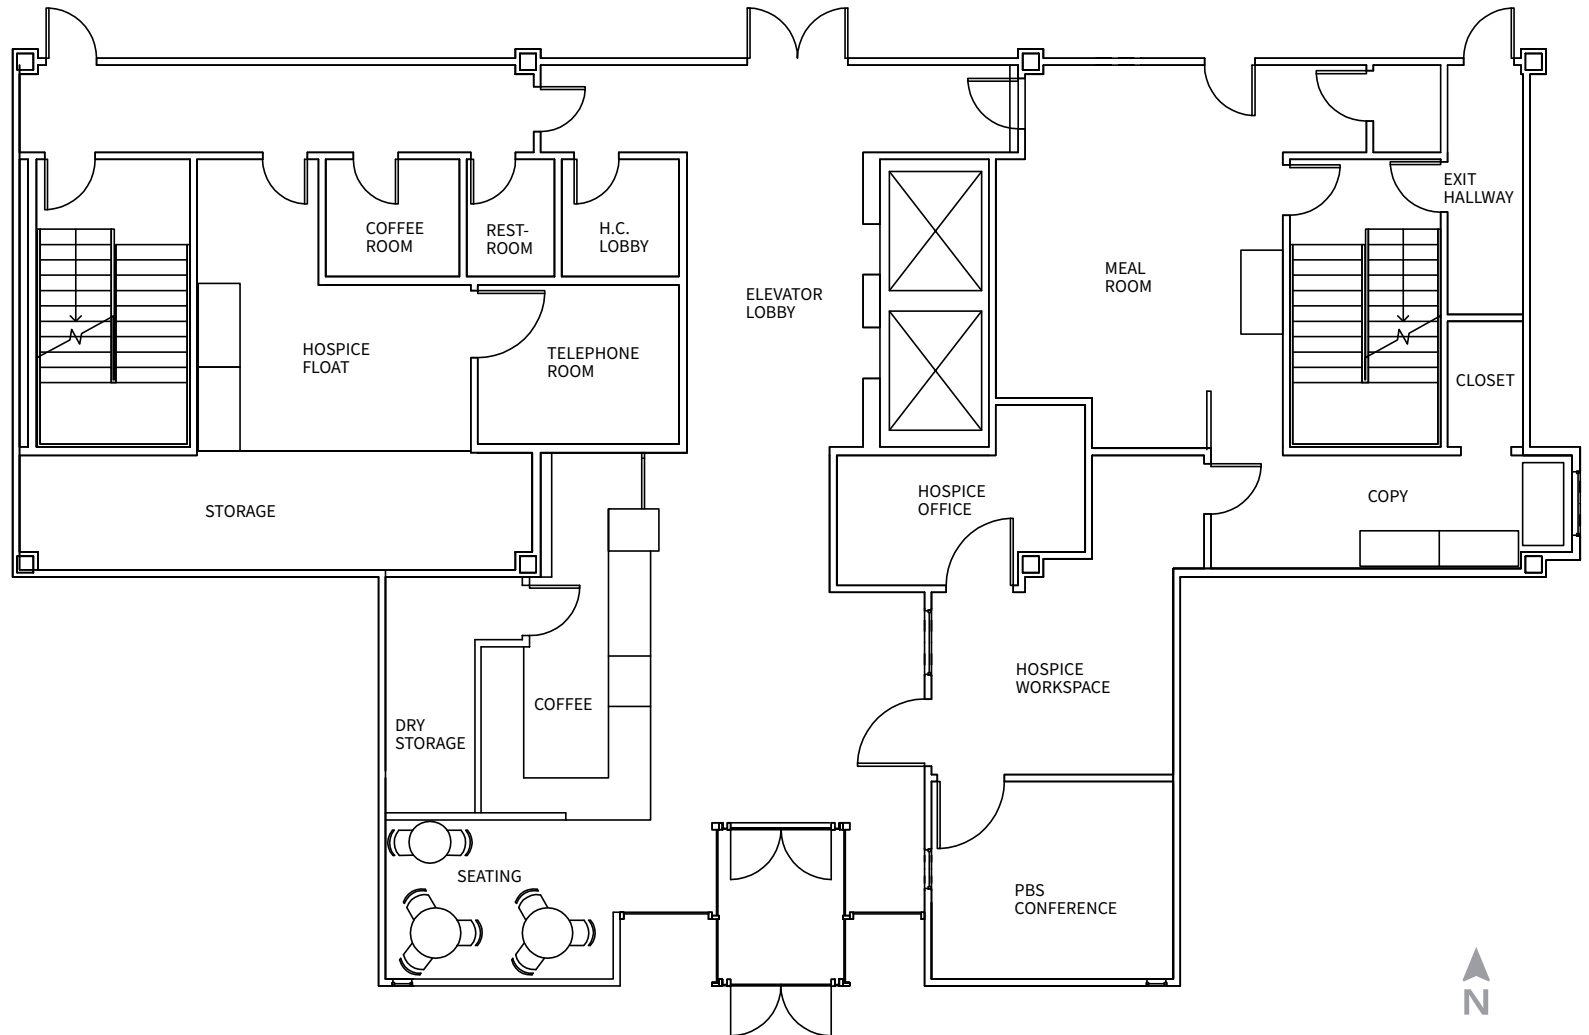 EXIT
HALLWAY
COFFEE
ROOM
REST-
ROOM
H.C.
LOBBY
MEAL
ROOM
ELEVATOR
LOBBY
HOSPICE
FLOAT
TELEPHONE
ROOM
CLOSET
STORAGE
HOSPICE
OFFICE
COPY
HOSPICE
WORKSPACE
COFFEE
DRY
STORAGE
SEATING
PBS
CONFERENCE
N